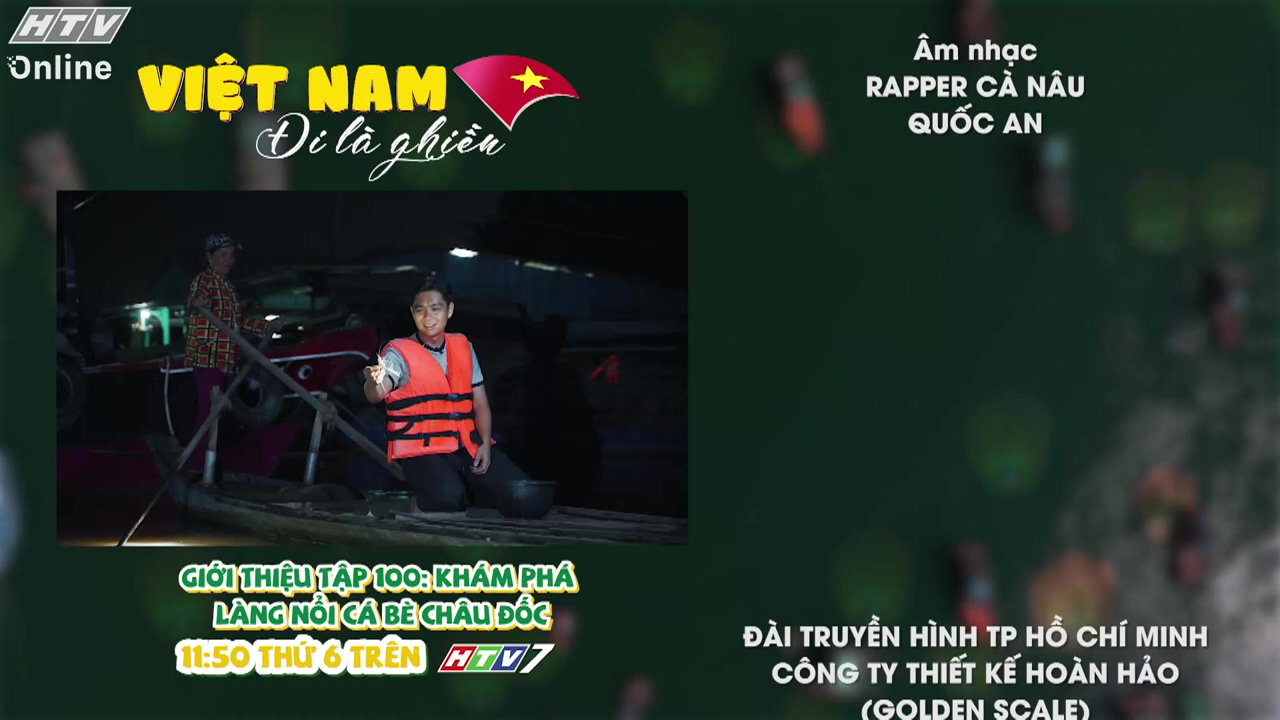 HTV
Online
VIỆT NAM
Đi là ghiền
Âm nhạc
RAPPER CÀ NÂU
QUỐC AN
GIỚI THIỆU TẬP 100: KHÁM PHÁ
LÀNG NỔI CÁ BÈ CHÂU ĐỐC
11:50 THỨ 6 TRÊN HTV7
ĐÀI TRUYỀN HÌNH TP HỒ CHÍ MINH
CÔNG TY THIẾT KẾ HOÀN HẢO
(GOLDEN SCALE)